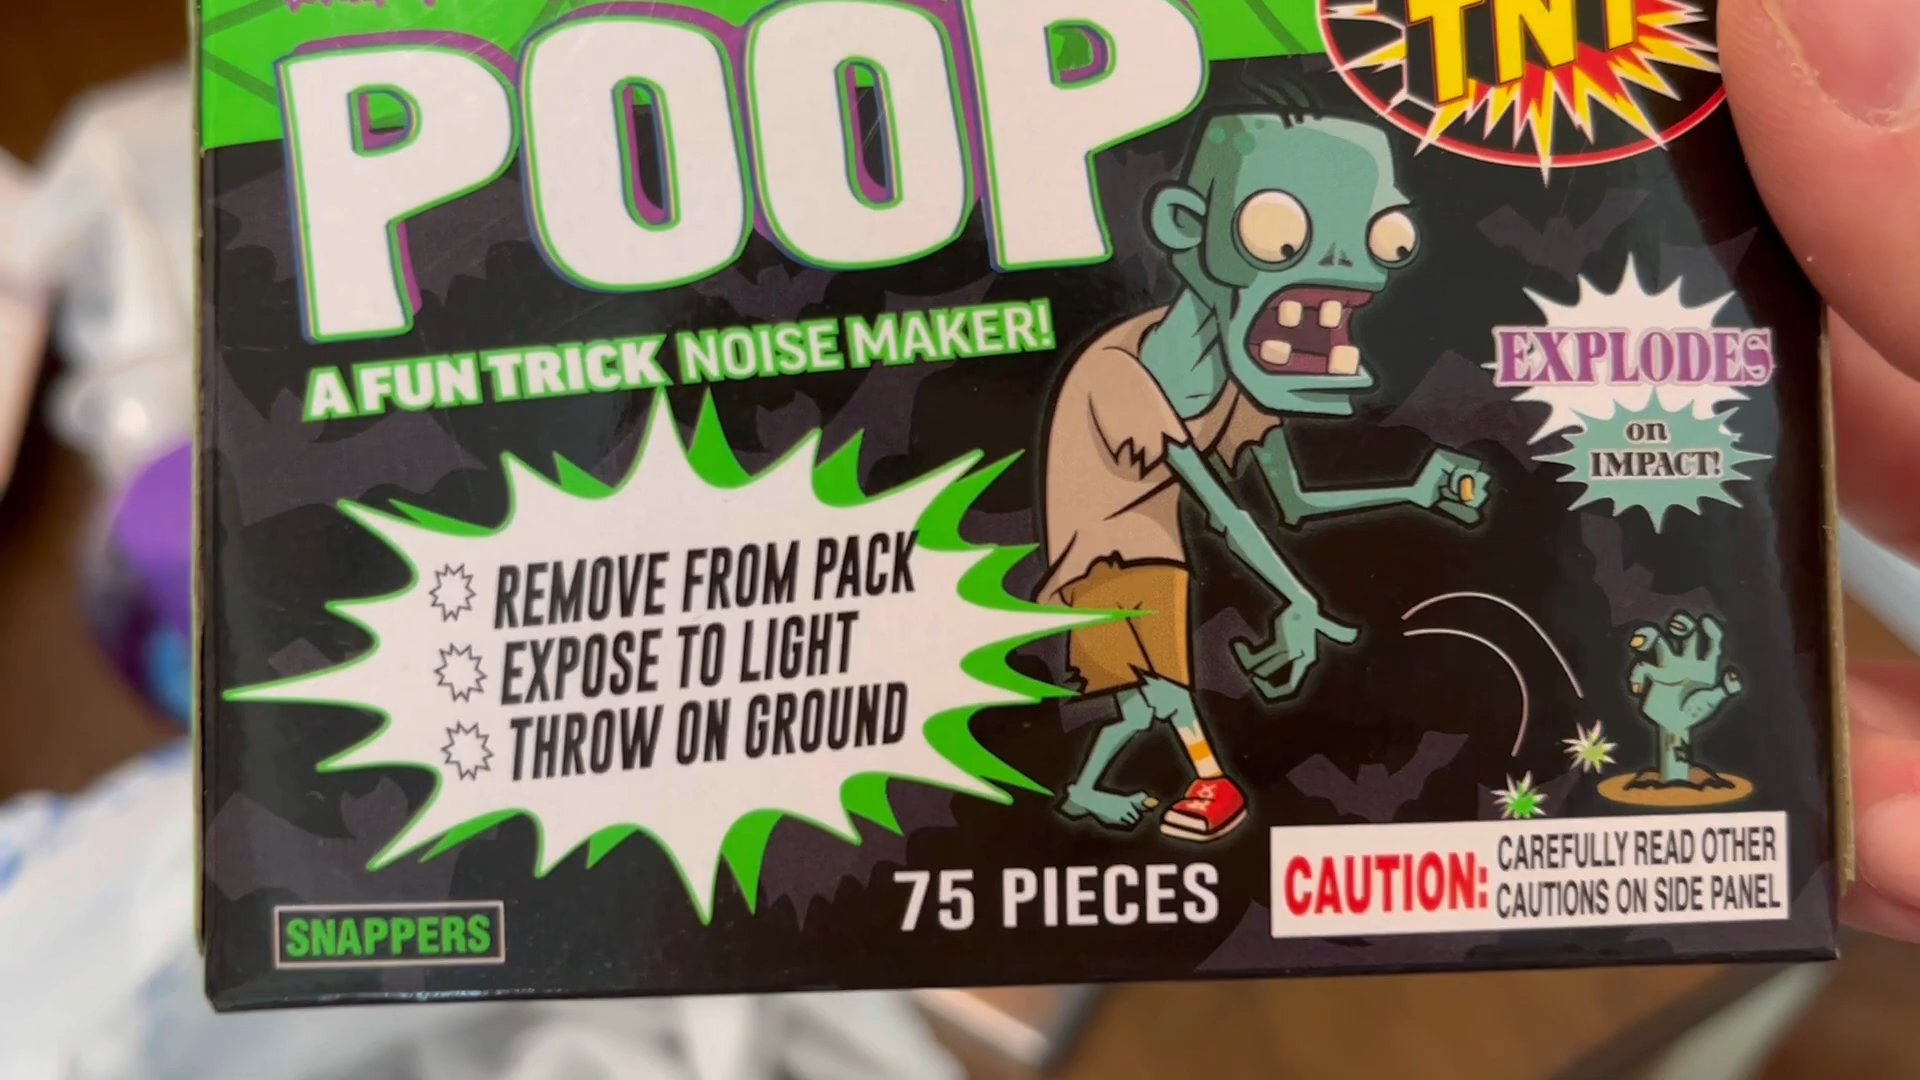 POOP
TNT
A FUN TRICK NOISE MAKER!
EXPLODES
on
IMPACT!
REMOVE FROM PACK
EXPOSE TO LIGHT
THROW ON GROUND
75 PIECES
CAUTION: CAREFULLY READ OTHER
CAUTIONS ON SIDE PANEL
SNAPPERS